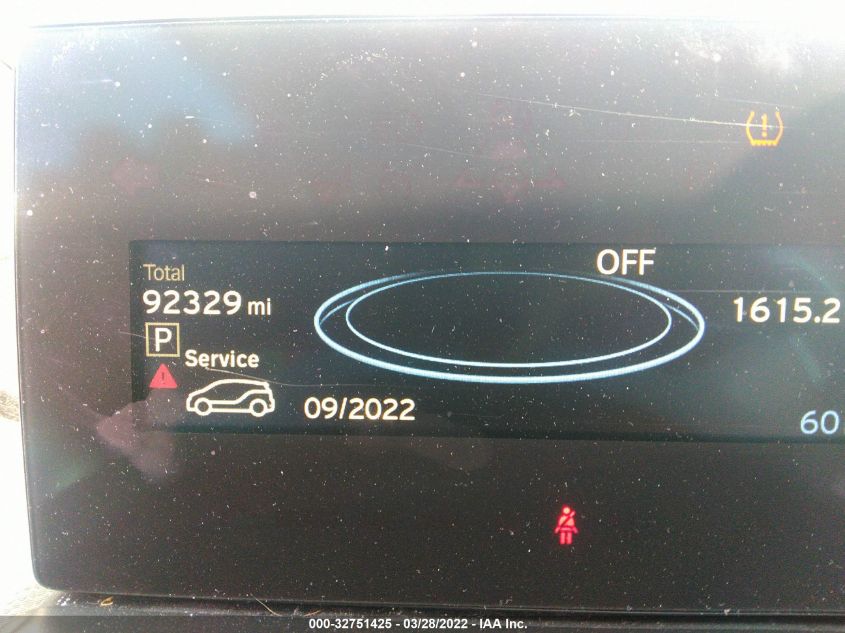 OFF
Total
92329 mi
1615.2
P
Service
09/2022
60
000-32751425 - 03/28/2022 - IAA Inc.